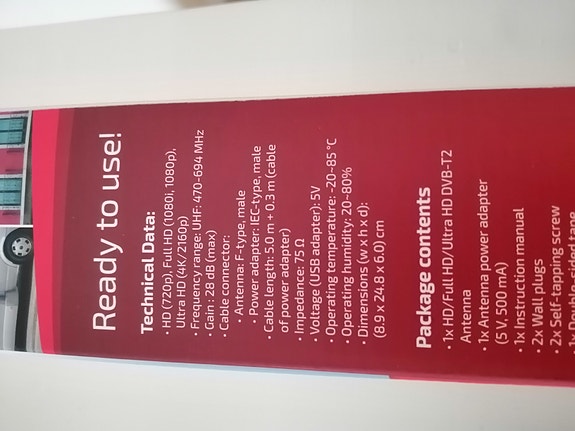 Ready to use!
Technical Data:
• HD (720p), Full HD (1080i, 1080p),
Ultra HD (4K/2160p)
• Frequency range: UHF: 470-694 MHz
• Gain: 28 dB (max)
• Cable connector:
• Antenna: F-type, male
• Power adapter: IEC-type, male
• Cable length: 5.0 m + 0.3 m (cable
of power adapter)
• Impedance: 75 Ω
• Voltage (USB adapter): 5V
• Operating temperature: -20~85 °C
• Operating humidity: 20~80%
• Dimensions (w x h x d):
(8.9 x 24.8 x 6.0) cm
Package contents
• 1x HD/Full HD/Ultra HD DVB-T2
Antenna
• 1x Antenna power adapter
(5 V, 500 mA)
• 1x Instruction manual
• 2x Wall plugs
• 2x Self-tapping screw
• 1x Double-sided tape